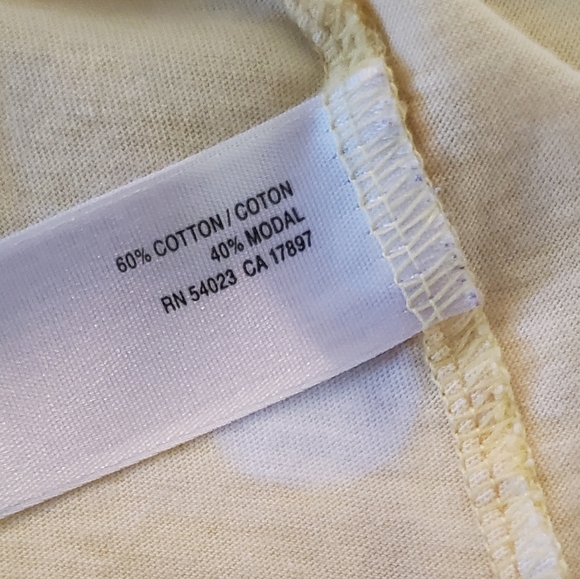 60% COTTON / COTON
40% MODAL
RN 54023 CA 17897